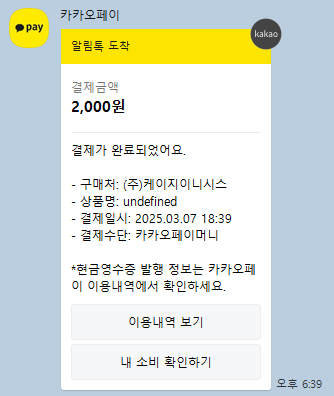 pay
카카오페이
알림톡 도착
kakao
결제금액
2,000원
결제가 완료되었어요.
- 구매처: (주)케이지이니시스
- 상품명: undefined
- 결제일시: 2025.03.07 18:39
- 결제수단: 카카오페이머니
*현금영수증 발행 정보는 카카오페
이 이용내역에서 확인하세요.
이용내역 보기
내 소비 확인하기
오후 6:39